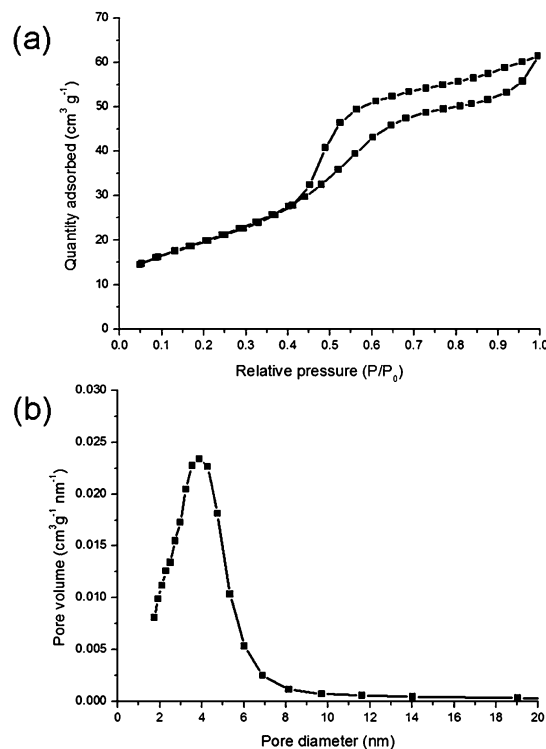 (a)
70
60
50
40
30
20
10
0
Quantity adsorbed (cm³ g⁻¹)
0.0 0.1 0.2 0.3 0.4 0.5 0.6 0.7 0.8 0.9 1.0
Relative pressure (P/P₀)
(b)
0.030
0.025
0.020
0.015
0.010
0.005
0.000
Pore volume (cm³g⁻¹ nm⁻¹)
0 2 4 6 8 10 12 14 16 18 20
Pore diameter (nm)